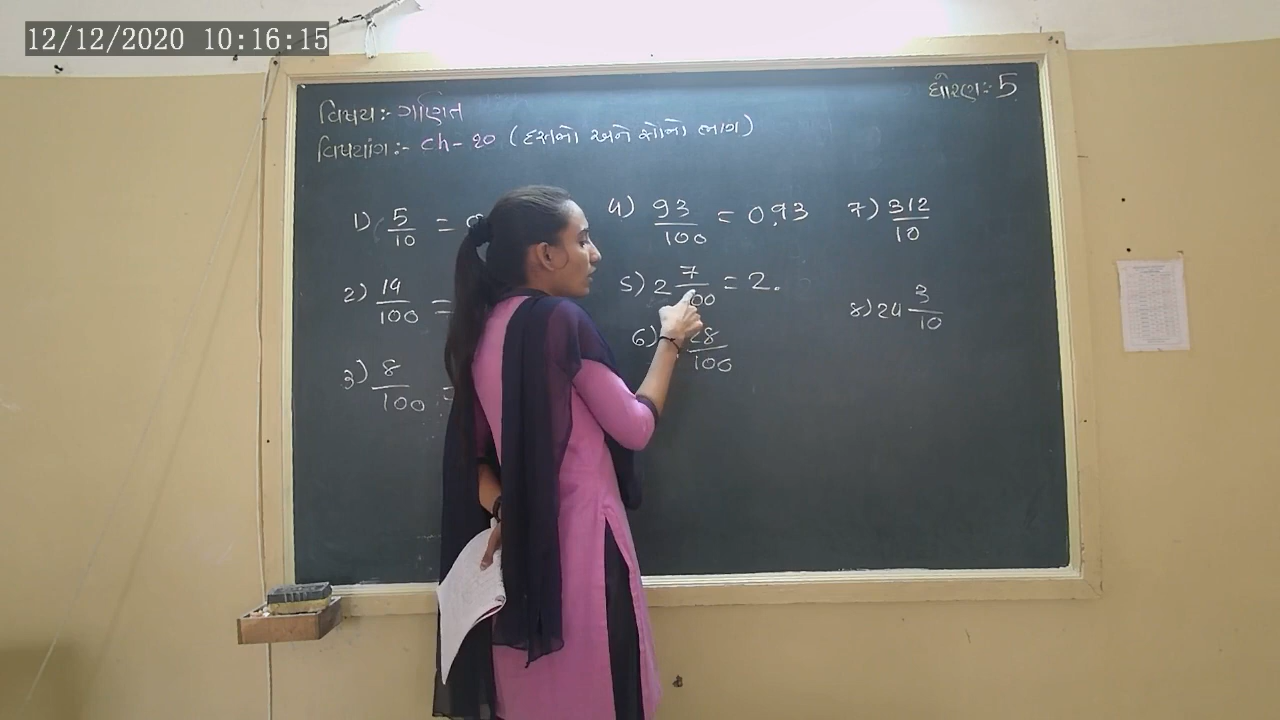 12/12/2020 10:16:15
ધોરણ:- 5
વિષય:- ગણિત
વિષયાંગ:- Ch-10 (દસમો અને સોમો ભાગ)
1) 5/10 = 0
2) 19/100 =
3) 8/100 =
4) 93/100 = 0.93
5) 2 7/100 = 2.
6) 28/100
7) 312/10
8) 24 3/10